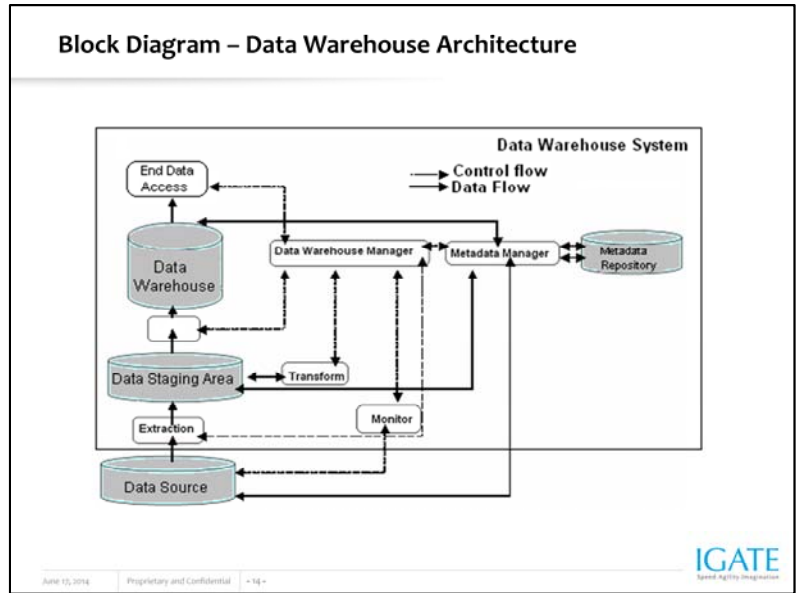 Block Diagram – Data Warehouse Architecture
Data Warehouse System
Control flow
Data Flow
End Data
Access
Data
Warehouse
Data Warehouse Manager
Metadata Manager
Metadata
Repository
Data Staging Area
Transform
Monitor
Extraction
Data Source
June 17, 2014
Proprietary and Confidential
- 14 -
IGATE
Speed Agility Imagination